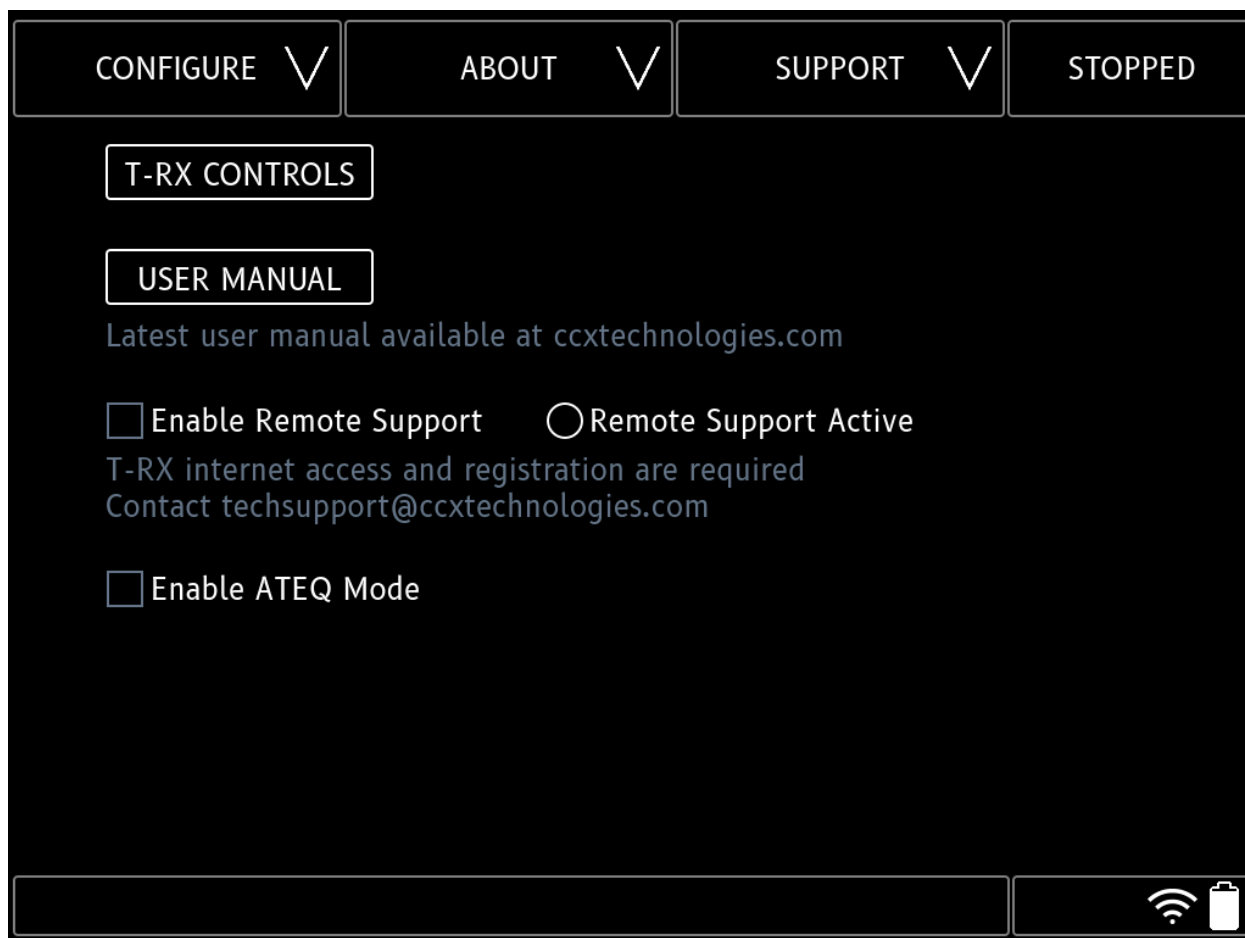 CONFIGURE ABOUT SUPPORT STOPPED
T-RX CONTROLS
USER MANUAL
Latest user manual available at ccxtechnologies.com
Enable Remote Support Remote Support Active
T-RX internet access and registration are required
Contact techsupport@ccxtechnologies.com
Enable ATEQ Mode